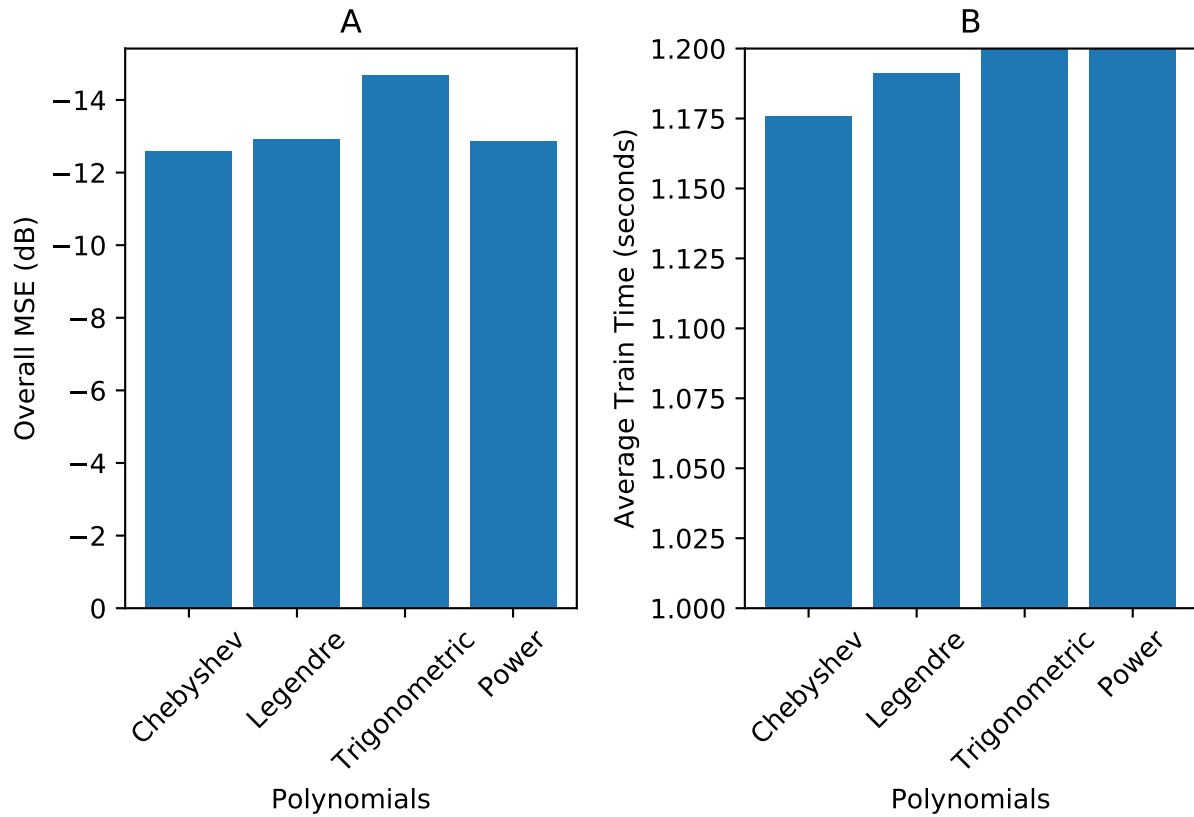 A
Overall MSE (dB)
−14
−12
−10
−8
−6
−4
−2
0
Chebyshev
Legendre
Trigonometric
Power
Polynomials
B
Average Train Time (seconds)
1.200
1.175
1.150
1.125
1.100
1.075
1.050
1.025
1.000
Chebyshev
Legendre
Trigonometric
Power
Polynomials